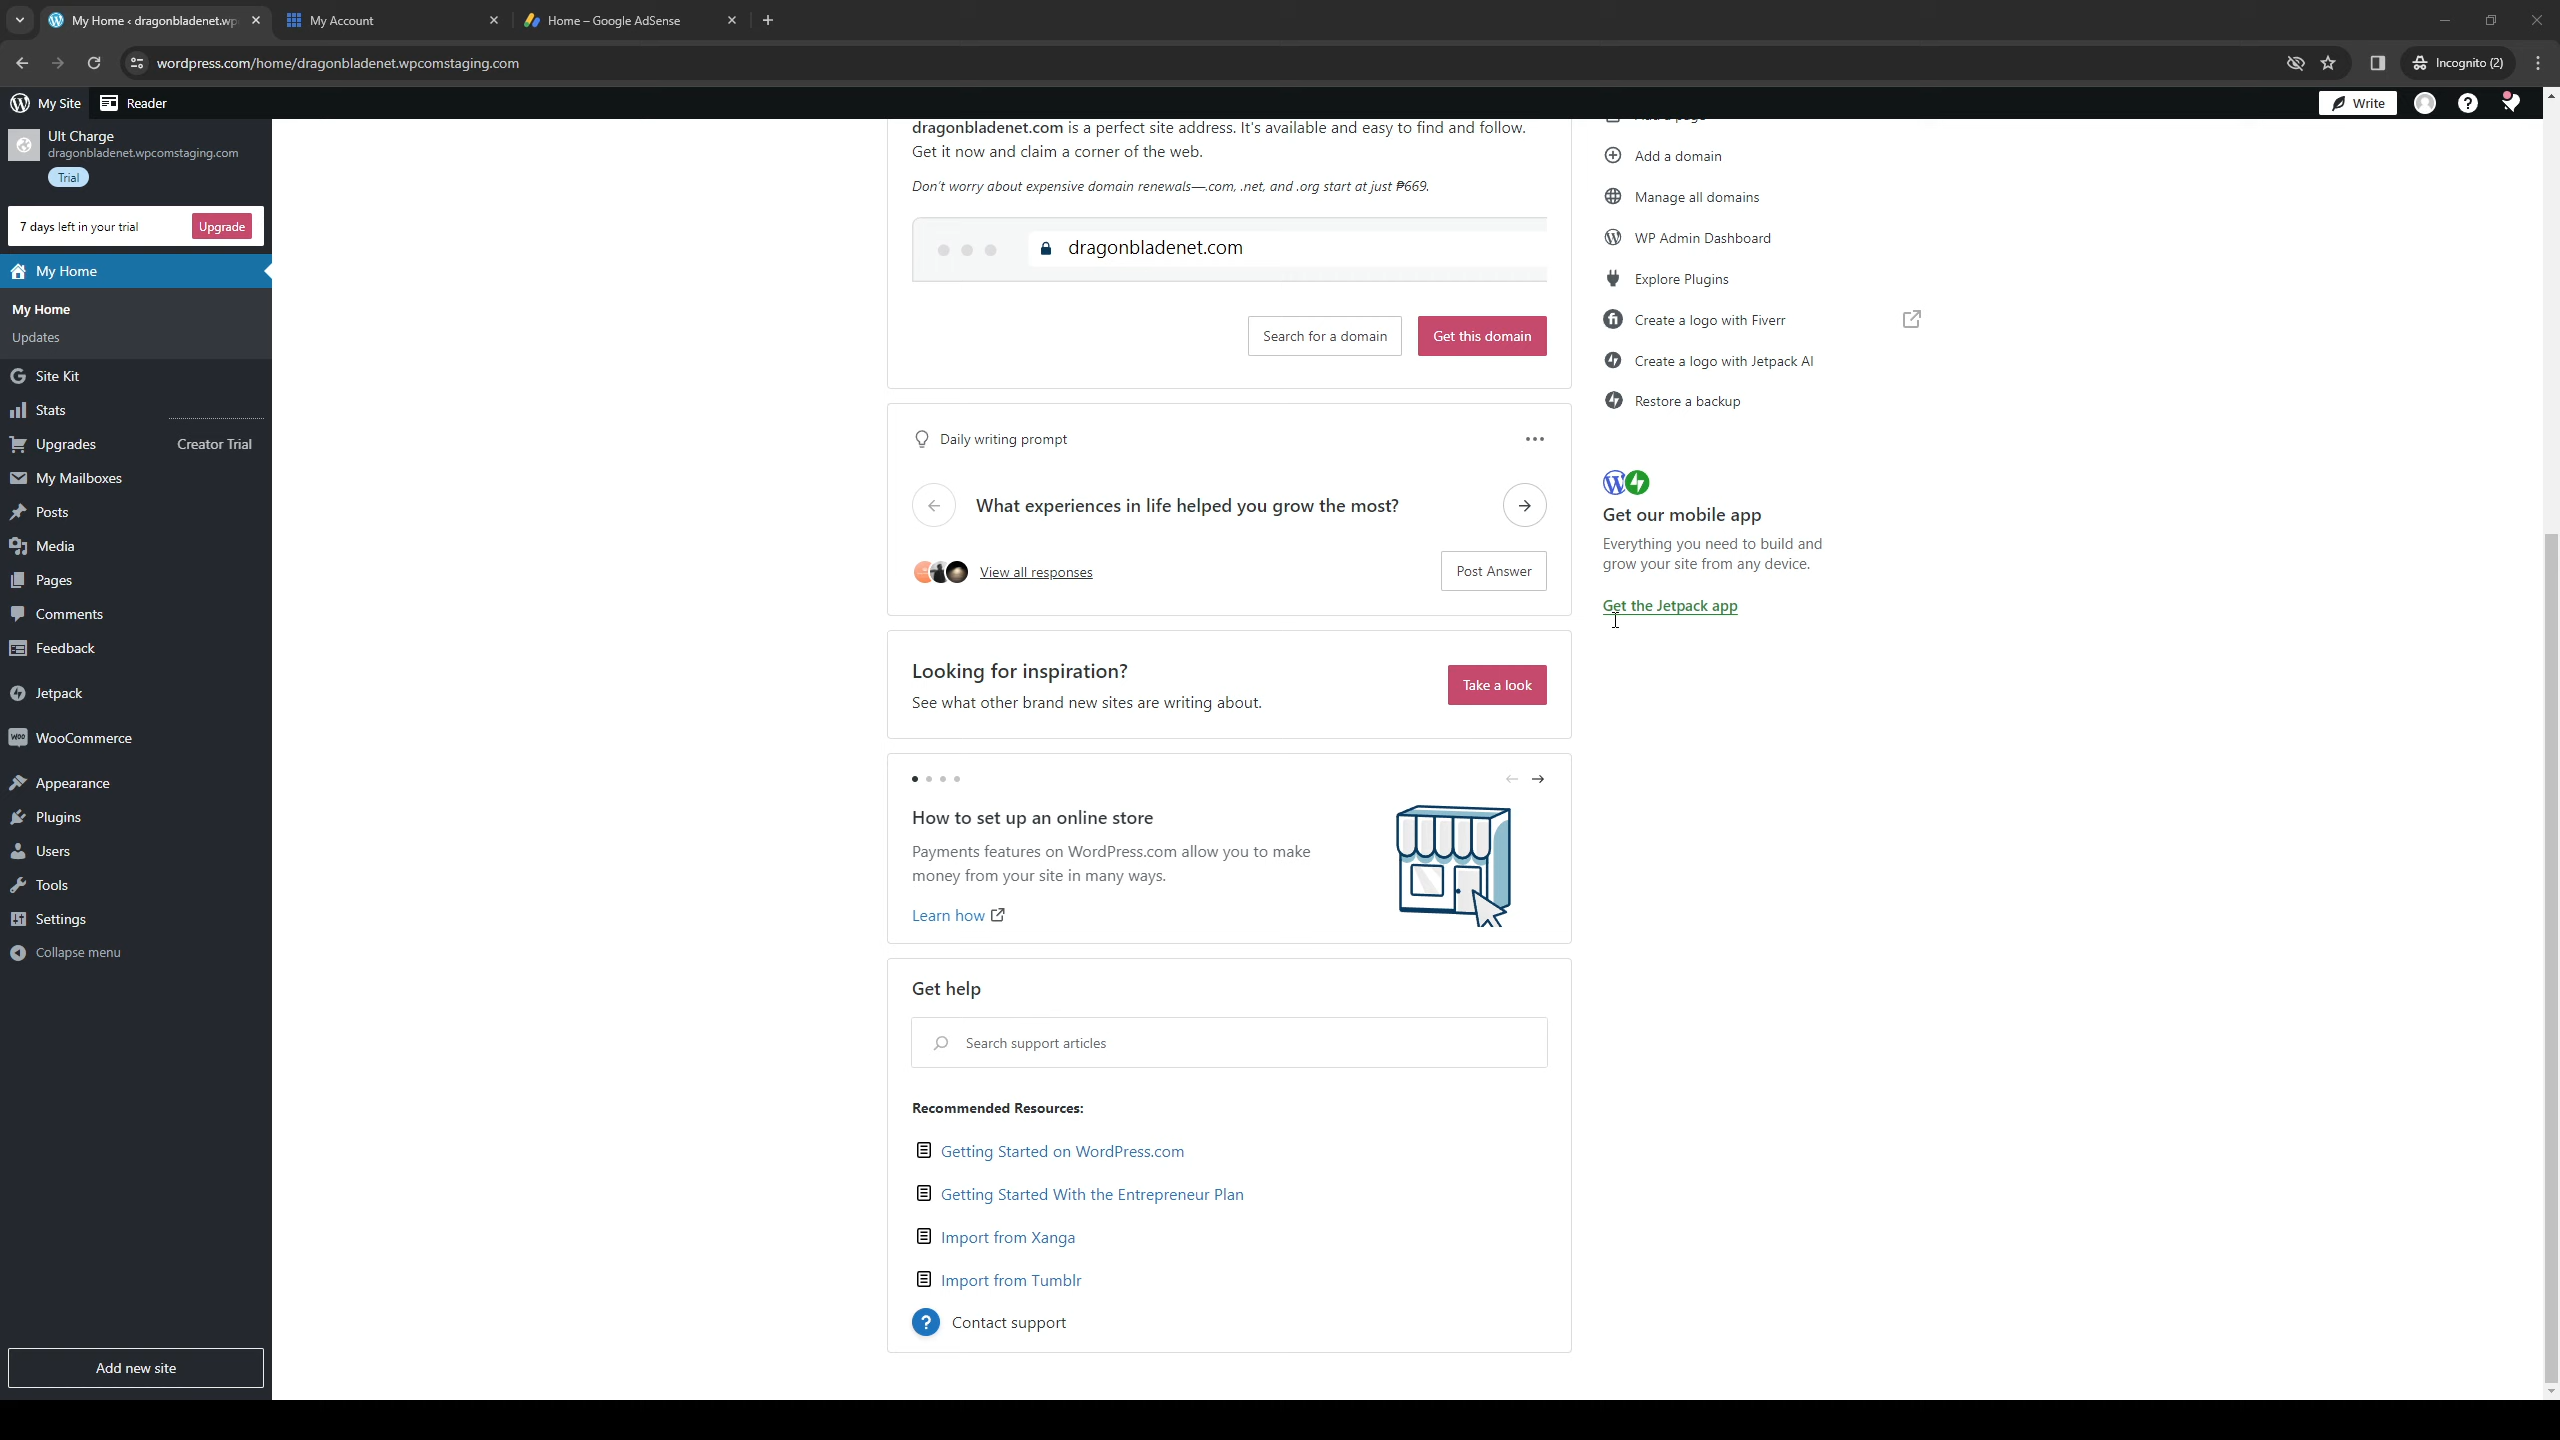 My Home ‹ dragonbladenet.wp
My Account
Home – Google AdSense
wordpress.com/home/dragonbladenet.wpcomstaging.com
Incognito (2)
My Site
Reader
Write
Ult Charge
dragonbladenet.wpcomstaging.com
Trial
7 days left in your trial
Upgrade
My Home
My Home
Updates
Site Kit
Stats
Upgrades
Creator Trial
My Mailboxes
Posts
Media
Pages
Comments
Feedback
Jetpack
WooCommerce
Appearance
Plugins
Users
Tools
Settings
Collapse menu
Add new site
dragonbladenet.com is a perfect site address. It's available and easy to find and follow.
Get it now and claim a corner of the web.
Don't worry about expensive domain renewals—.com, .net, and .org start at just ₱669.
dragonbladenet.com
Search for a domain
Get this domain
Daily writing prompt
What experiences in life helped you grow the most?
View all responses
Post Answer
Looking for inspiration?
See what other brand new sites are writing about.
Take a look
How to set up an online store
Payments features on WordPress.com allow you to make
money from your site in many ways.
Learn how
Get help
Search support articles
Recommended Resources:
Getting Started on WordPress.com
Getting Started With the Entrepreneur Plan
Import from Xanga
Import from Tumblr
Contact support
Add a domain
Manage all domains
WP Admin Dashboard
Explore Plugins
Create a logo with Fiverr
Create a logo with Jetpack AI
Restore a backup
Get our mobile app
Everything you need to build and
grow your site from any device.
Get the Jetpack app